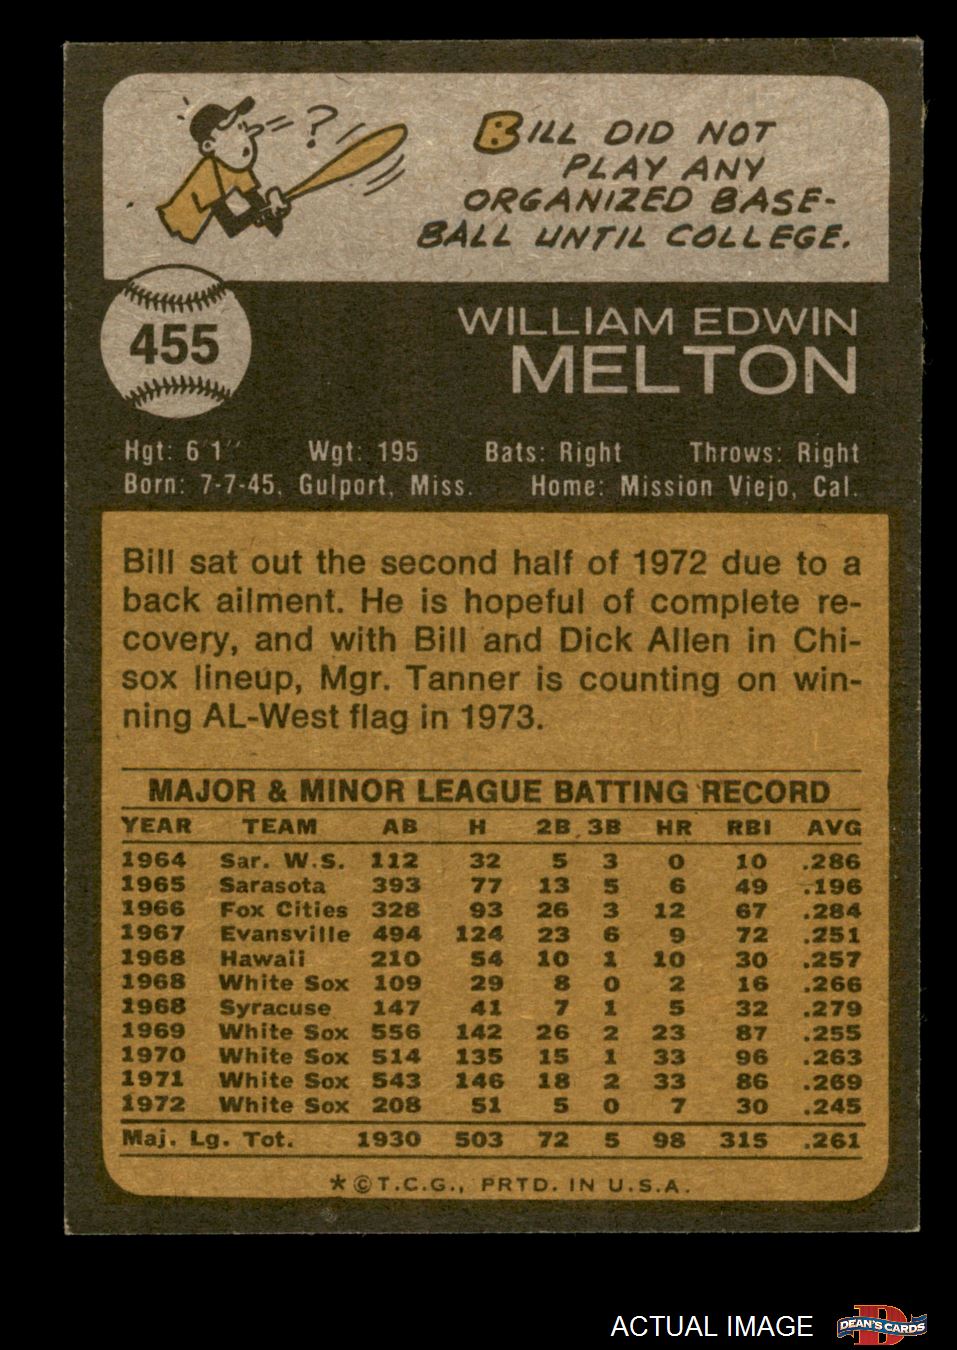 BILL DID NOT
PLAY ANY
ORGANIZED BASE-
BALL UNTIL COLLEGE.
?
455
WILLIAM EDWIN
MELTON
Hgt: 6'1" Wgt: 195 Bats: Right Throws: Right
Born: 7-7-45, Gulport, Miss. Home: Mission Viejo, Cal.
Bill sat out the second half of 1972 due to a
back ailment. He is hopeful of complete re-
covery, and with Bill and Dick Allen in Chi-
sox lineup, Mgr. Tanner is counting on win-
ning AL-West flag in 1973.
MAJOR & MINOR LEAGUE BATTING RECORD
YEAR TEAM AB H 2B 3B HR RBI AVG
1964 Sar. W.S. 112 32 5 3 0 10 .286
1965 Sarasota 393 77 13 5 6 49 .196
1966 Fox Cities 328 93 26 3 12 67 .284
1967 Evansville 494 124 23 6 9 72 .251
1968 Hawaii 210 54 10 1 10 30 .257
1968 White Sox 109 29 8 0 2 16 .266
1968 Syracuse 147 41 7 1 5 32 .279
1969 White Sox 556 142 26 2 23 87 .255
1970 White Sox 514 135 15 1 33 96 .263
1971 White Sox 543 146 18 2 33 86 .269
1972 White Sox 208 51 5 0 7 30 .245
Maj. Lg. Tot. 1930 503 72 5 98 315 .261
*©T.C.G., PRTD. IN U.S.A.
ACTUAL IMAGE
D
DEAN'S CARDS